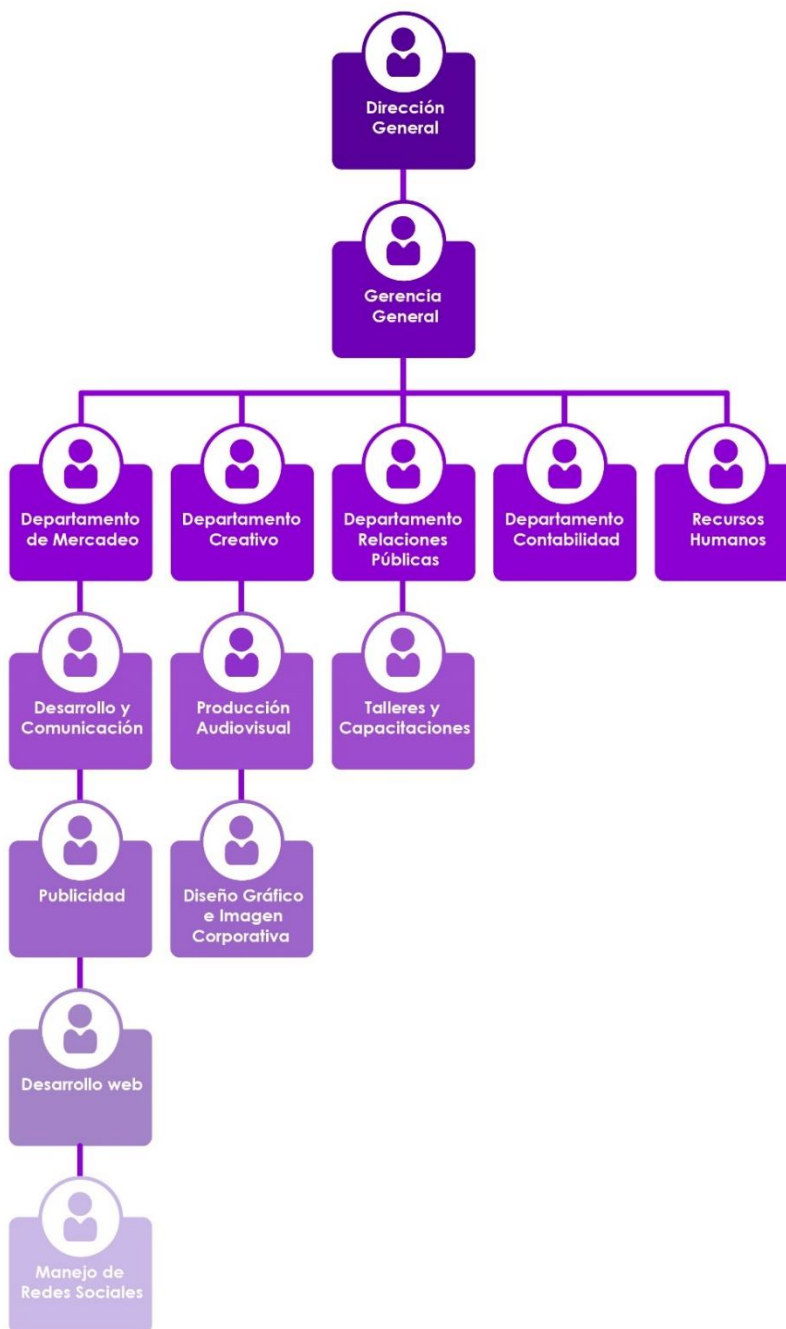 Dirección
General
Gerencia
General
Departamento
de Mercadeo
Departamento
Creativo
Departamento
Relaciones
Públicas
Departamento
Contabilidad
Recursos
Humanos
Desarrollo y
Comunicación
Producción
Audiovisual
Talleres y
Capacitaciones
Publicidad
Diseño Gráfico
e Imagen
Corporativa
Desarrollo web
Manejo de
Redes Sociales